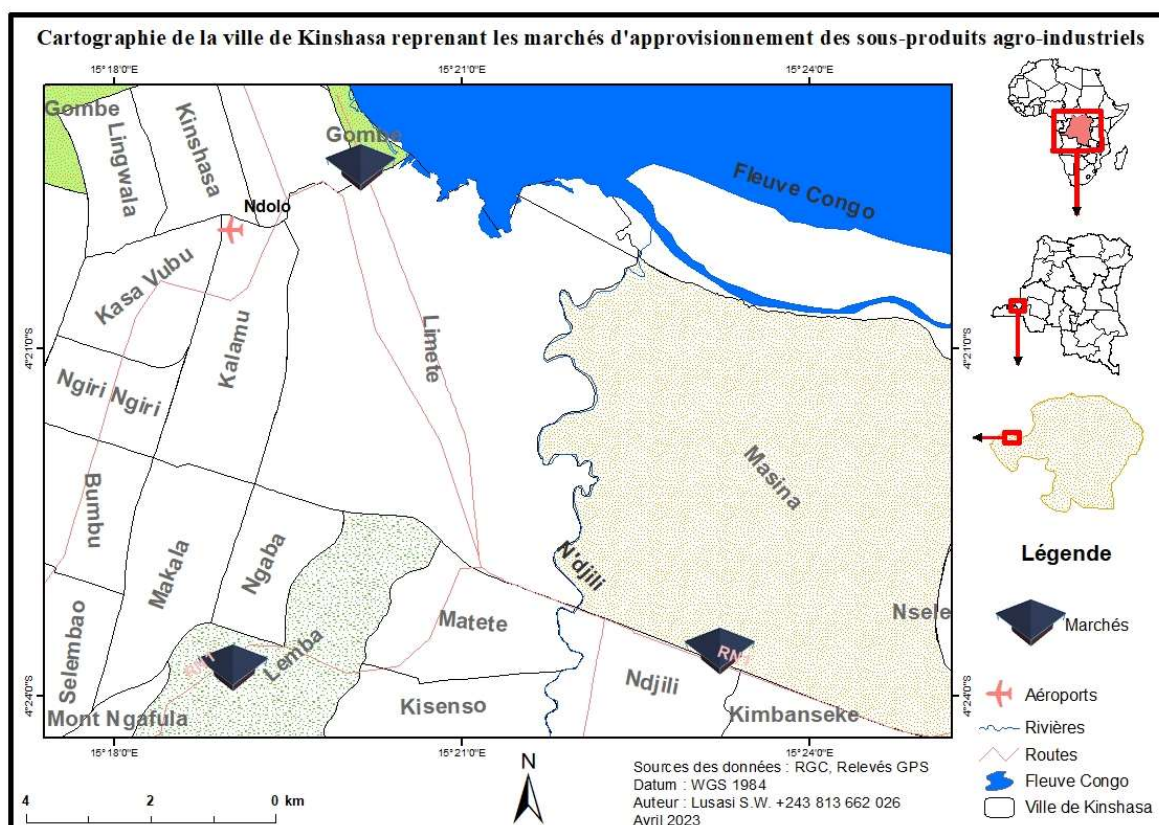 Cartographie de la ville de Kinshasa reprenant les marchés d'approvisionnement des sous-produits agro-industriels
15°18'0"E
15°21'0"E
15°24'0"E
Gombe
Lingwala
Kinshasa
Gombe
Fleuve Congo
Ndolo
Kasa Vubu
Kalamu
Limete
4°21'0"S
4°21'0"S
Ngiri Ngiri
Masina
Bumbu
Makala
Ngaba
N'djili
Légende
Selembao
Lemba
Matete
Nsele
Marchés
RN1
Ndjili
4°24'0"S
4°24'0"S
Mont Ngafula
Kisenso
Kimbanseke
Aéroports
Rivières
Routes
Fleuve Congo
Ville de Kinshasa
15°18'0"E
15°21'0"E
15°24'0"E
N
Sources des données : RGC, Relevés GPS
Datum : WGS 1984
Auteur : Lusasi S.W. +243 813 662 026
Avril 2023
4 2 0 km